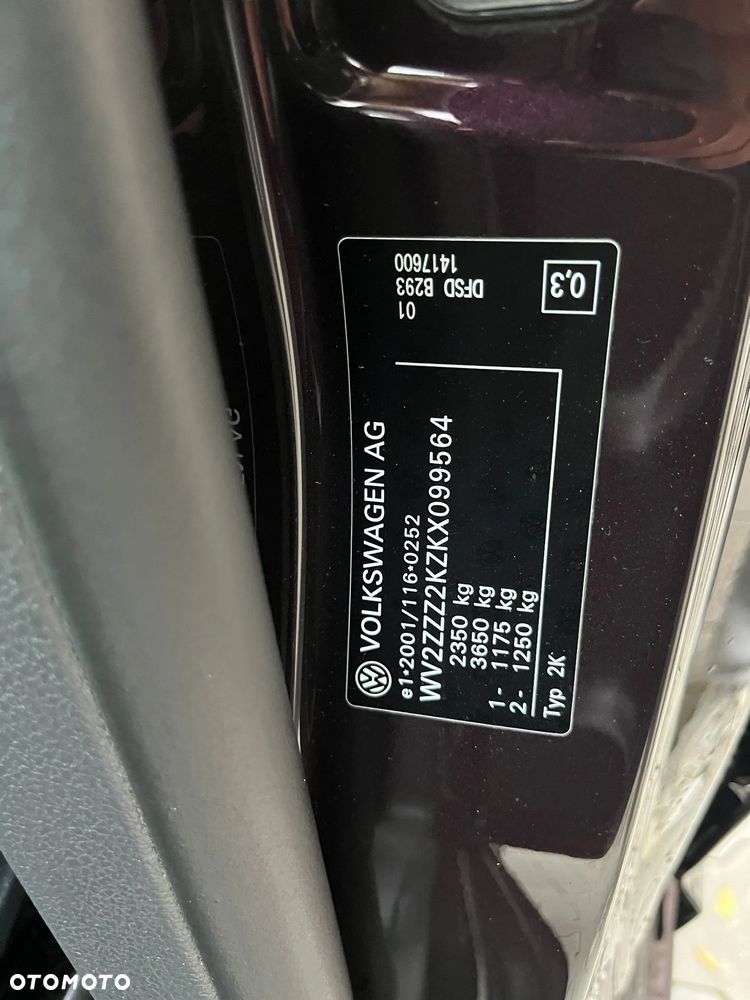 VOLKSWAGEN AG
e1*2001/116*0252
WV2ZZZ2KZKX099564
2350 kg
3650 kg
1- 1175 kg
2- 1250 kg
Typ 2K
01
DFSD B293
1417600
0,3
OTOMOTO